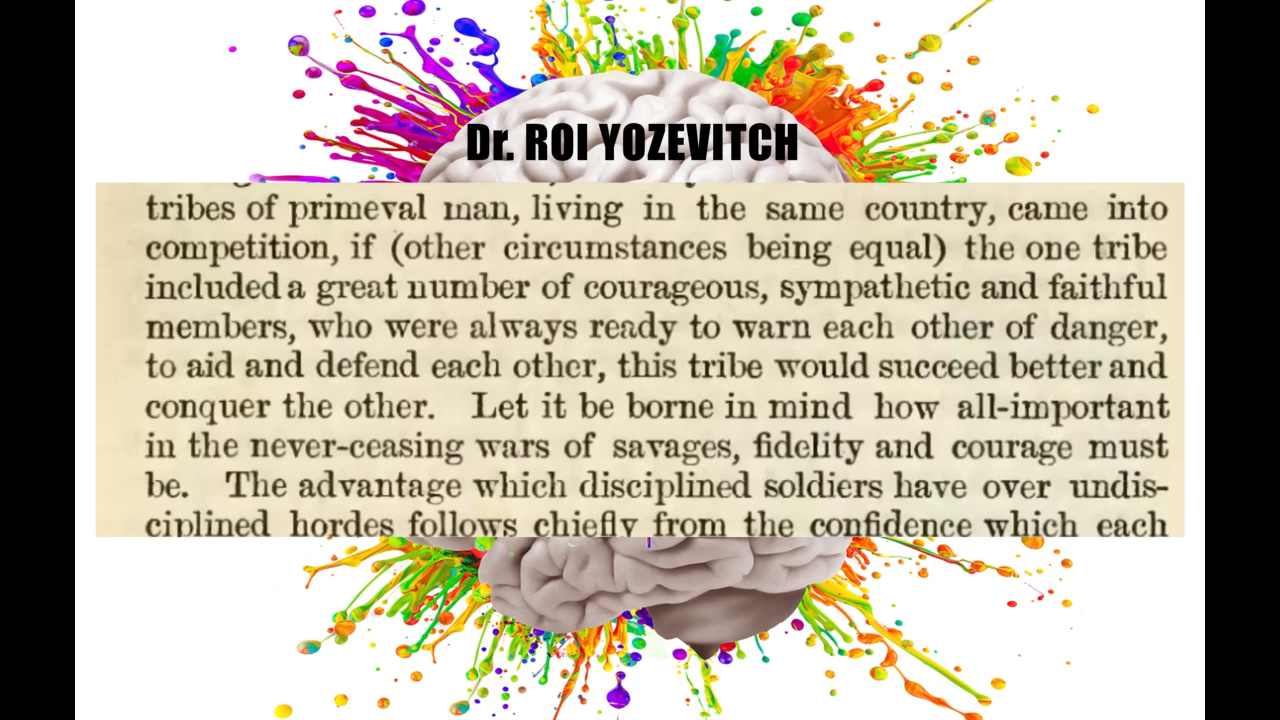 Dr. ROI YOZEVITCH
tribes of primeval man, living in the same country, came into
competition, if (other circumstances being equal) the one tribe
included a great number of courageous, sympathetic and faithful
members, who were always ready to warn each other of danger,
to aid and defend each other, this tribe would succeed better and
conquer the other. Let it be borne in mind how all-important
in the never-ceasing wars of savages, fidelity and courage must
be. The advantage which disciplined soldiers have over undis-
ciplined hordes follows chiefly from the confidence which each